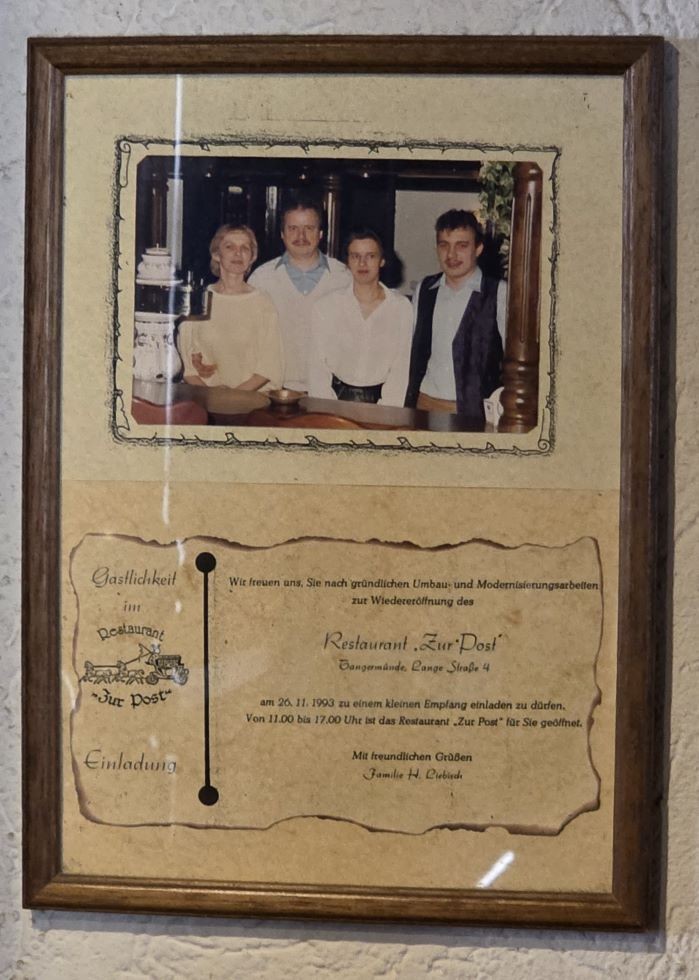 Gastlichkeit
im
Restaurant
"Zur Post"
Einladung
Wir freuen uns, Sie nach gründlichen Umbau- und Modernisierungsarbeiten
zur Wiedereröffnung des
Restaurant „Zur Post"
Tangermünde, Lange Straße 4
am 26. 11. 1993 zu einem kleinen Empfang einladen zu dürfen.
Von 11.00 bis 17.00 Uhr ist das Restaurant „Zur Post" für Sie geöffnet.
Mit freundlichen Grüßen
Familie H. Liebisch